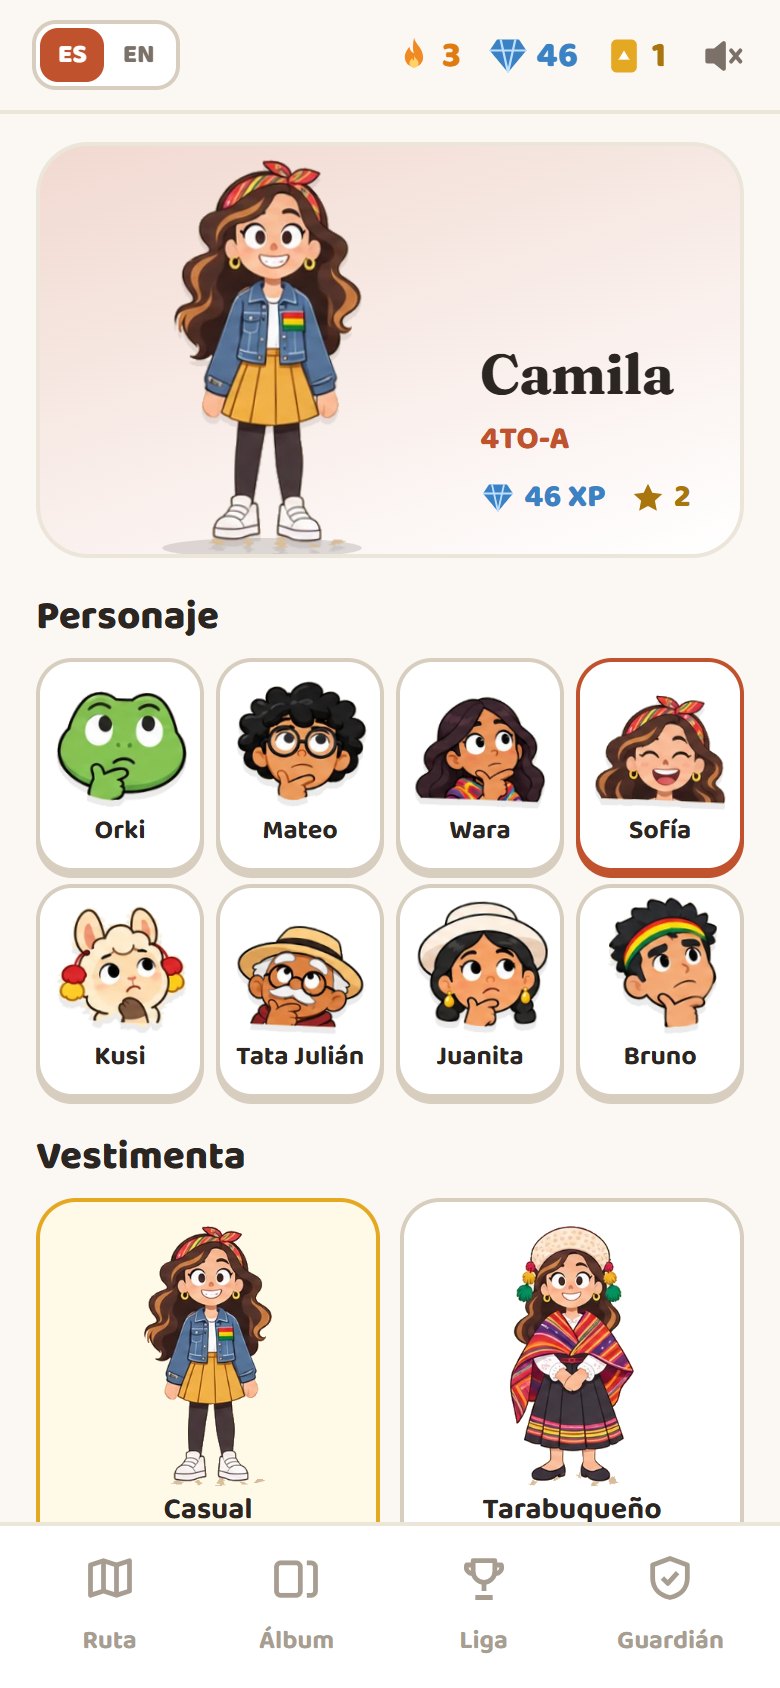 ES EN 3 46 1
Camila
4TO-A
46 XP 2
Personaje
Orki Mateo Wara Sofía
Kusi Tata Julián Juanita Bruno
Vestimenta
Casual Tarabuqueño
Ruta Álbum Liga Guardián